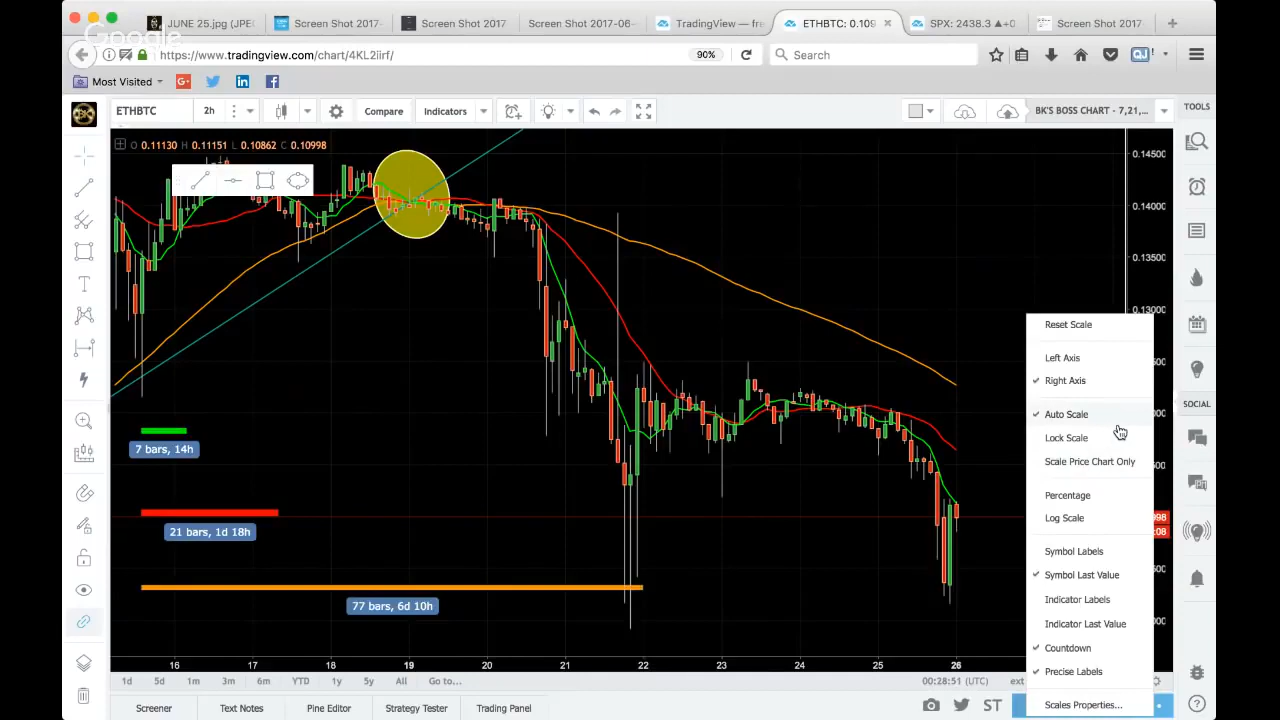 JUNE 25.jpg (JPE
Screen Shot 2017-
Screen Shot 2017
Screen Shot 2017-06-
TradingView — fre
ETHBTC: 0.109
SPX: 2438.3 ▲+0
Screen Shot 2017
Google
https://www.tradingview.com/chart/4KL2iirf/
90%
Search
Most Visited
ETHBTC
2h
Compare
Indicators
BK'S BOSS CHART - 7,21,...
TOOLS
O 0.11130 H 0.11151 L 0.10862 C 0.10998
0.14500
0.14000
0.13500
0.13000
Reset Scale
Left Axis
Right Axis
SOCIAL
Auto Scale
Lock Scale
Scale Price Chart Only
7 bars, 14h
Percentage
Log Scale
21 bars, 1d 18h
Symbol Labels
Symbol Last Value
Indicator Labels
77 bars, 6d 10h
Indicator Last Value
Countdown
Precise Labels
16 17 18 19 20 21 22 23 24 25 26
1d 5d 1m 3m 6m YTD 1y 5y All Go to...
00:28:51 (UTC)
ext
Screener
Text Notes
Pine Editor
Strategy Tester
Trading Panel
ST
Scales Properties...